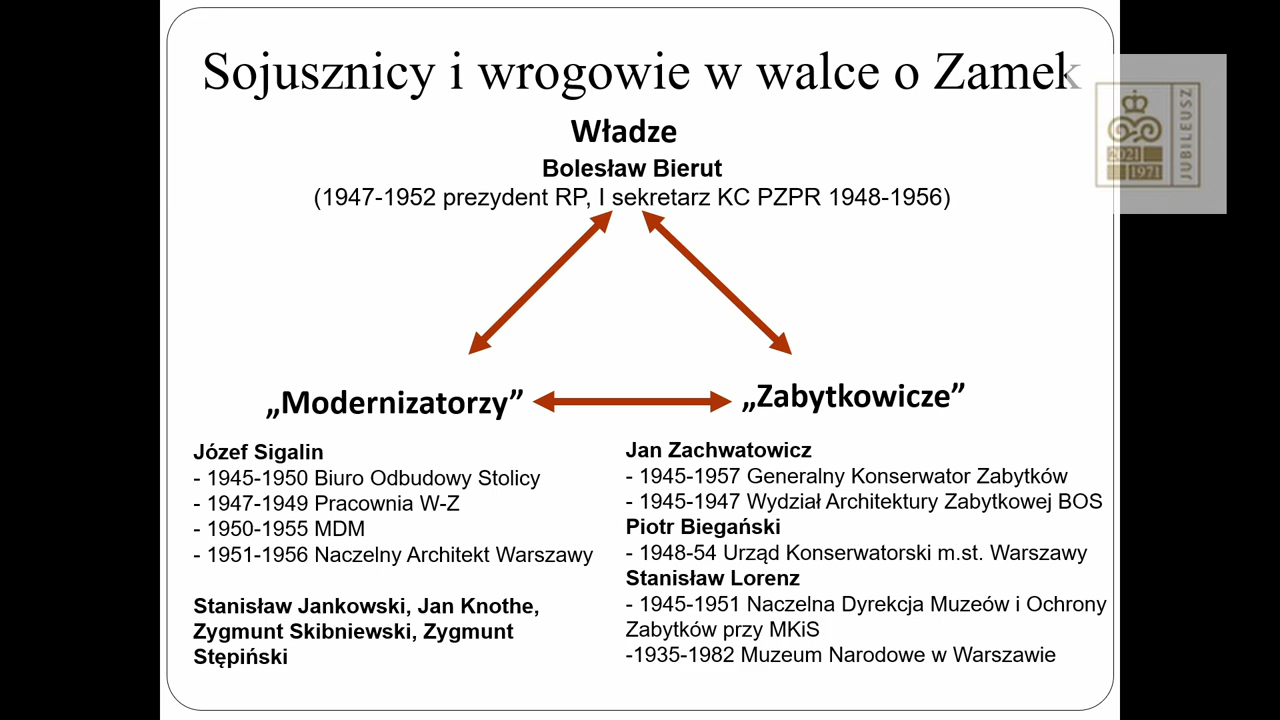 Sojusznicy i wrogowie w walce o Zamek
Władze
Bolesław Bierut
(1947-1952 prezydent RP, I sekretarz KC PZPR 1948-1956)
2021
1971
JUBILEUSZ
„Modernizatorzy”
„Zabytkowicze”
Józef Sigalin
- 1945-1950 Biuro Odbudowy Stolicy
- 1947-1949 Pracownia W-Z
- 1950-1955 MDM
- 1951-1956 Naczelny Architekt Warszawy
Stanisław Jankowski, Jan Knothe,
Zygmunt Skibniewski, Zygmunt
Stępiński
Jan Zachwatowicz
- 1945-1957 Generalny Konserwator Zabytków
- 1945-1947 Wydział Architektury Zabytkowej BOS
Piotr Biegański
- 1948-54 Urząd Konserwatorski m.st. Warszawy
Stanisław Lorenz
- 1945-1951 Naczelna Dyrekcja Muzeów i Ochrony
Zabytków przy MKiS
-1935-1982 Muzeum Narodowe w Warszawie